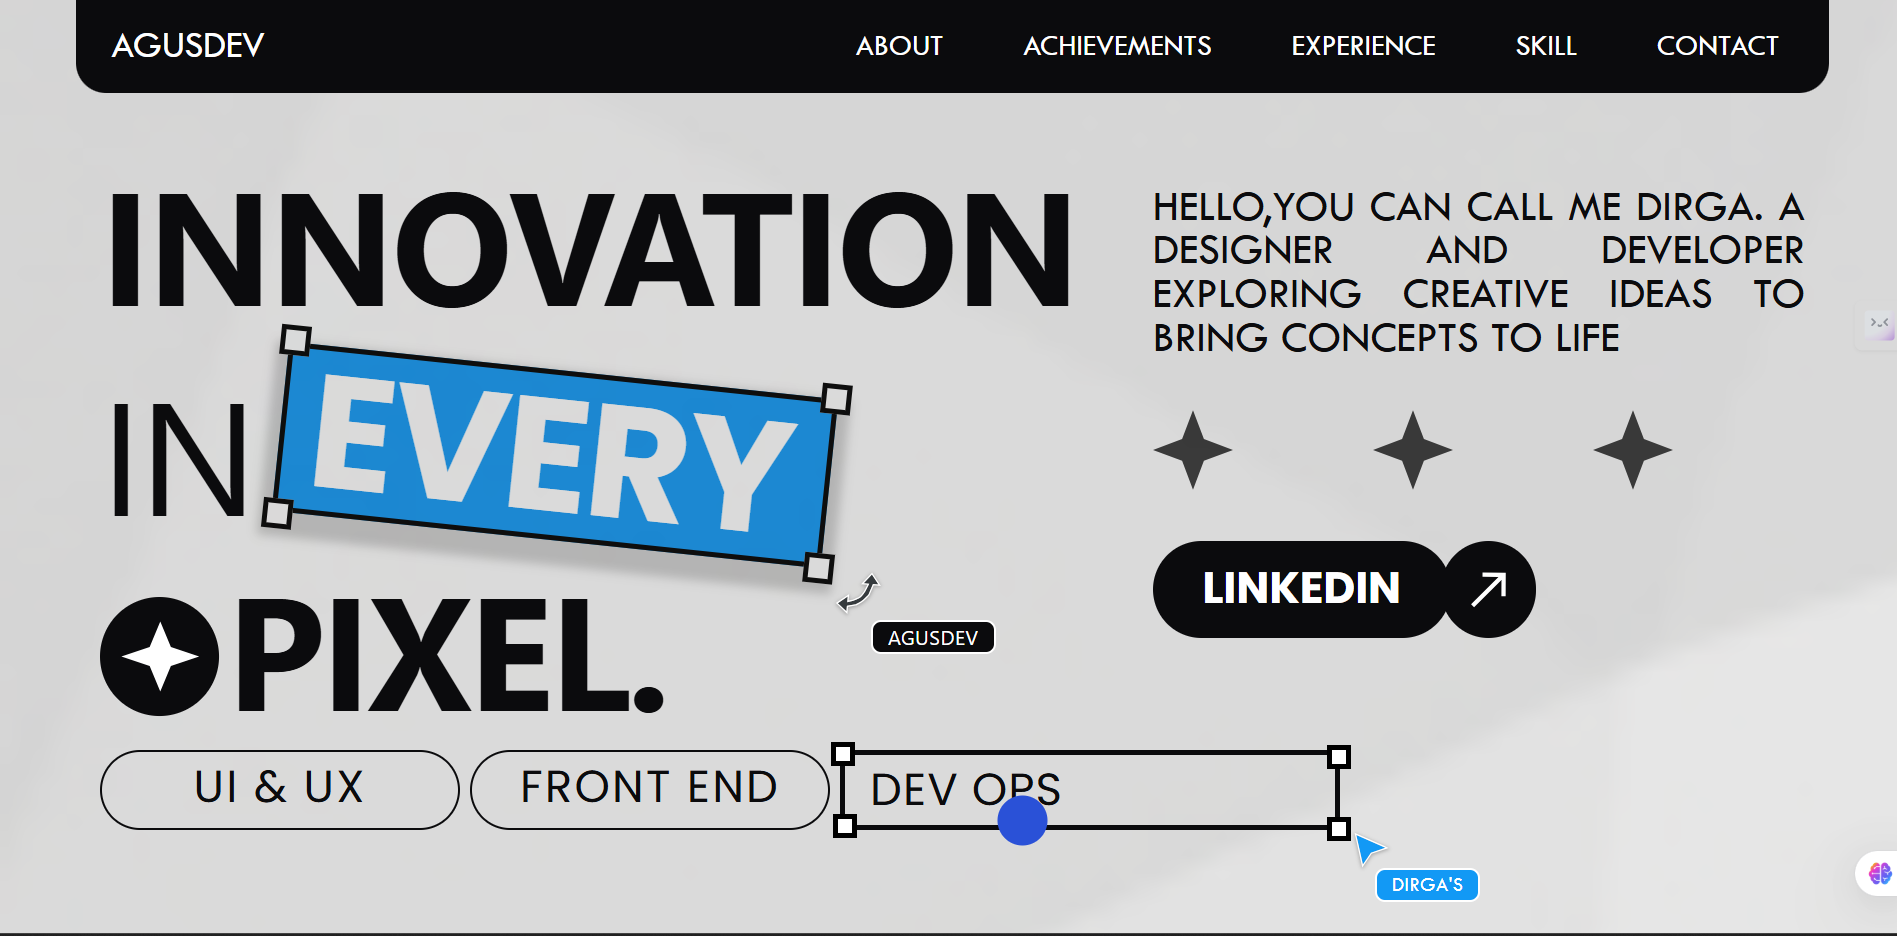 AGUSDEV
ABOUT
ACHIEVEMENTS
EXPERIENCE
SKILL
CONTACT
INNOVATION
IN EVERY
PIXEL.
HELLO,YOU CAN CALL ME DIRGA. A
DESIGNER AND DEVELOPER
EXPLORING CREATIVE IDEAS TO
BRING CONCEPTS TO LIFE
LINKEDIN
AGUSDEV
UI & UX
FRONT END
DEV OPS
DIRGA'S